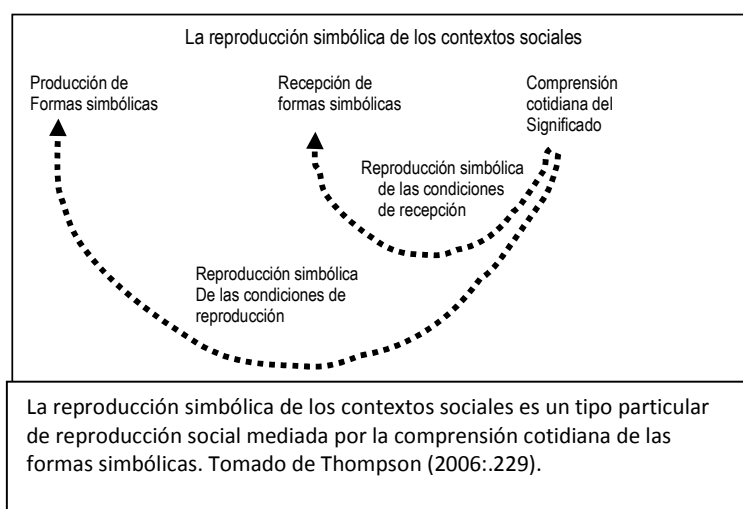 La reproducción simbólica de los contextos sociales
Producción de
Formas simbólicas
Recepción de
formas simbólicas
Comprensión
cotidiana del
Significado
Reproducción simbólica
de las condiciones
de recepción
Reproducción simbólica
De las condiciones de
reproducción
La reproducción simbólica de los contextos sociales es un tipo particular
de reproducción social mediada por la comprensión cotidiana de las
formas simbólicas. Tomado de Thompson (2006:.229).